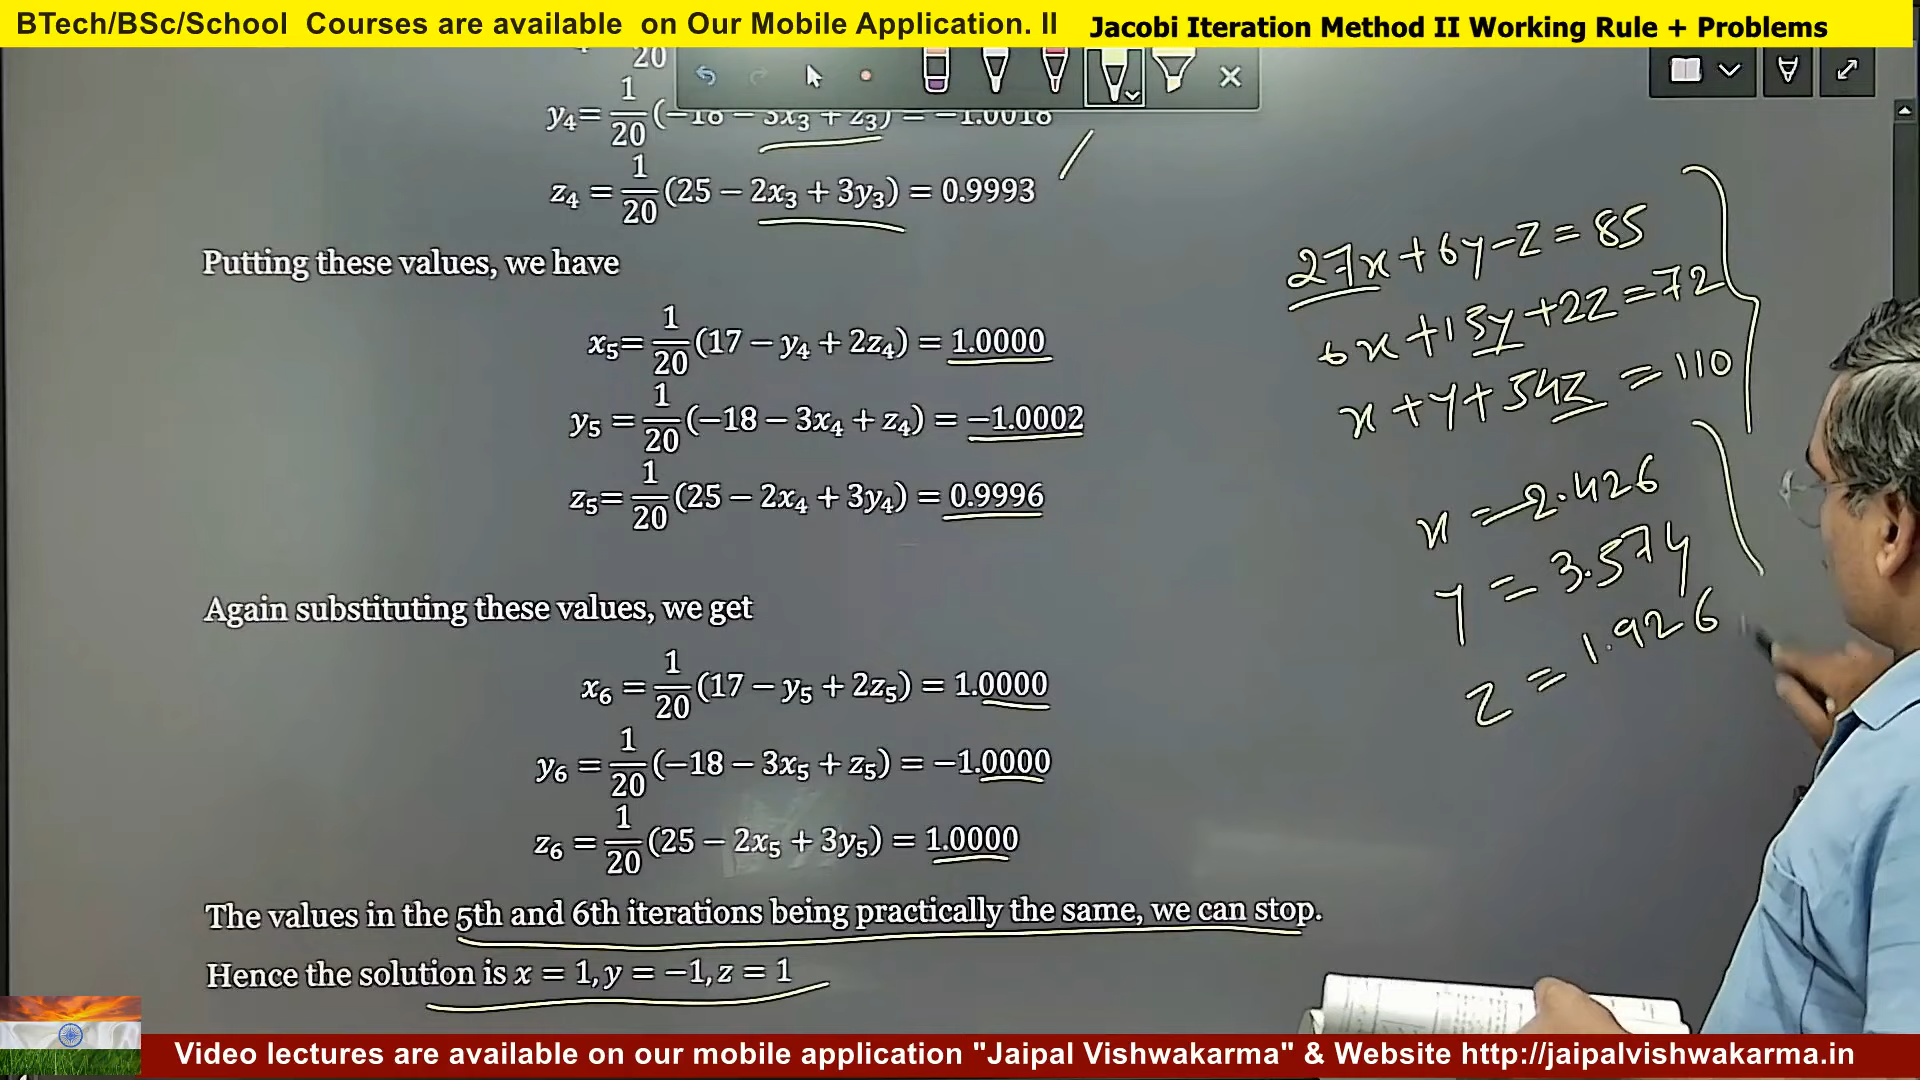 BTech/BSc/School Courses are available on Our Mobile Application. II
Jacobi Iteration Method II Working Rule + Problems
20
y₄= 1/20 (−18 − 3x₃ + z₃) = −1.0018
z₄ = 1/20 (25 − 2x₃ + 3y₃) = 0.9993
Putting these values, we have
x₅= 1/20 (17 − y₄ + 2z₄) = 1.0000
y₅ = 1/20 (−18 − 3x₄ + z₄) = −1.0002
z₅= 1/20 (25 − 2x₄ + 3y₄) = 0.9996
Again substituting these values, we get
x₆ = 1/20 (17 − y₅ + 2z₅) = 1.0000
y₆ = 1/20 (−18 − 3x₅ + z₅) = −1.0000
z₆ = 1/20 (25 − 2x₅ + 3y₅) = 1.0000
The values in the 5th and 6th iterations being practically the same, we can stop.
Hence the solution is x = 1, y = −1, z = 1
27x+6y−z=85
6x+15y+2z=72
x+y+54z=110
x=2.426
y=3.574
z=1.926
Video lectures are available on our mobile application "Jaipal Vishwakarma" & Website http://jaipalvishwakarma.in